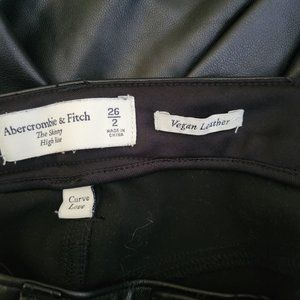 Abercrombie & Fitch
The Skinny
High Rise
26
2
MADE IN
CHINA
Vegan Leather
Curve
Love